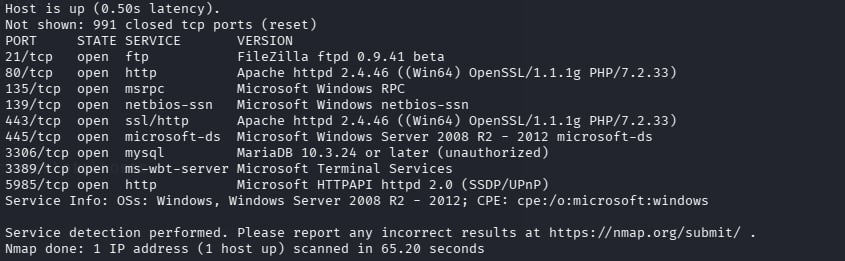 Host is up (0.50s latency).
Not shown: 991 closed tcp ports (reset)
PORT     STATE SERVICE       VERSION
21/tcp   open  ftp           FileZilla ftpd 0.9.41 beta
80/tcp   open  http          Apache httpd 2.4.46 ((Win64) OpenSSL/1.1.1g PHP/7.2.33)
135/tcp  open  msrpc         Microsoft Windows RPC
139/tcp  open  netbios-ssn   Microsoft Windows netbios-ssn
443/tcp  open  ssl/http      Apache httpd 2.4.46 ((Win64) OpenSSL/1.1.1g PHP/7.2.33)
445/tcp  open  microsoft-ds  Microsoft Windows Server 2008 R2 - 2012 microsoft-ds
3306/tcp open  mysql         MariaDB 10.3.24 or later (unauthorized)
3389/tcp open  ms-wbt-server Microsoft Terminal Services
5985/tcp open  http          Microsoft HTTPAPI httpd 2.0 (SSDP/UPnP)
Service Info: OSs: Windows, Windows Server 2008 R2 - 2012; CPE: cpe:/o:microsoft:windows

Service detection performed. Please report any incorrect results at https://nmap.org/submit/ .
Nmap done: 1 IP address (1 host up) scanned in 65.20 seconds